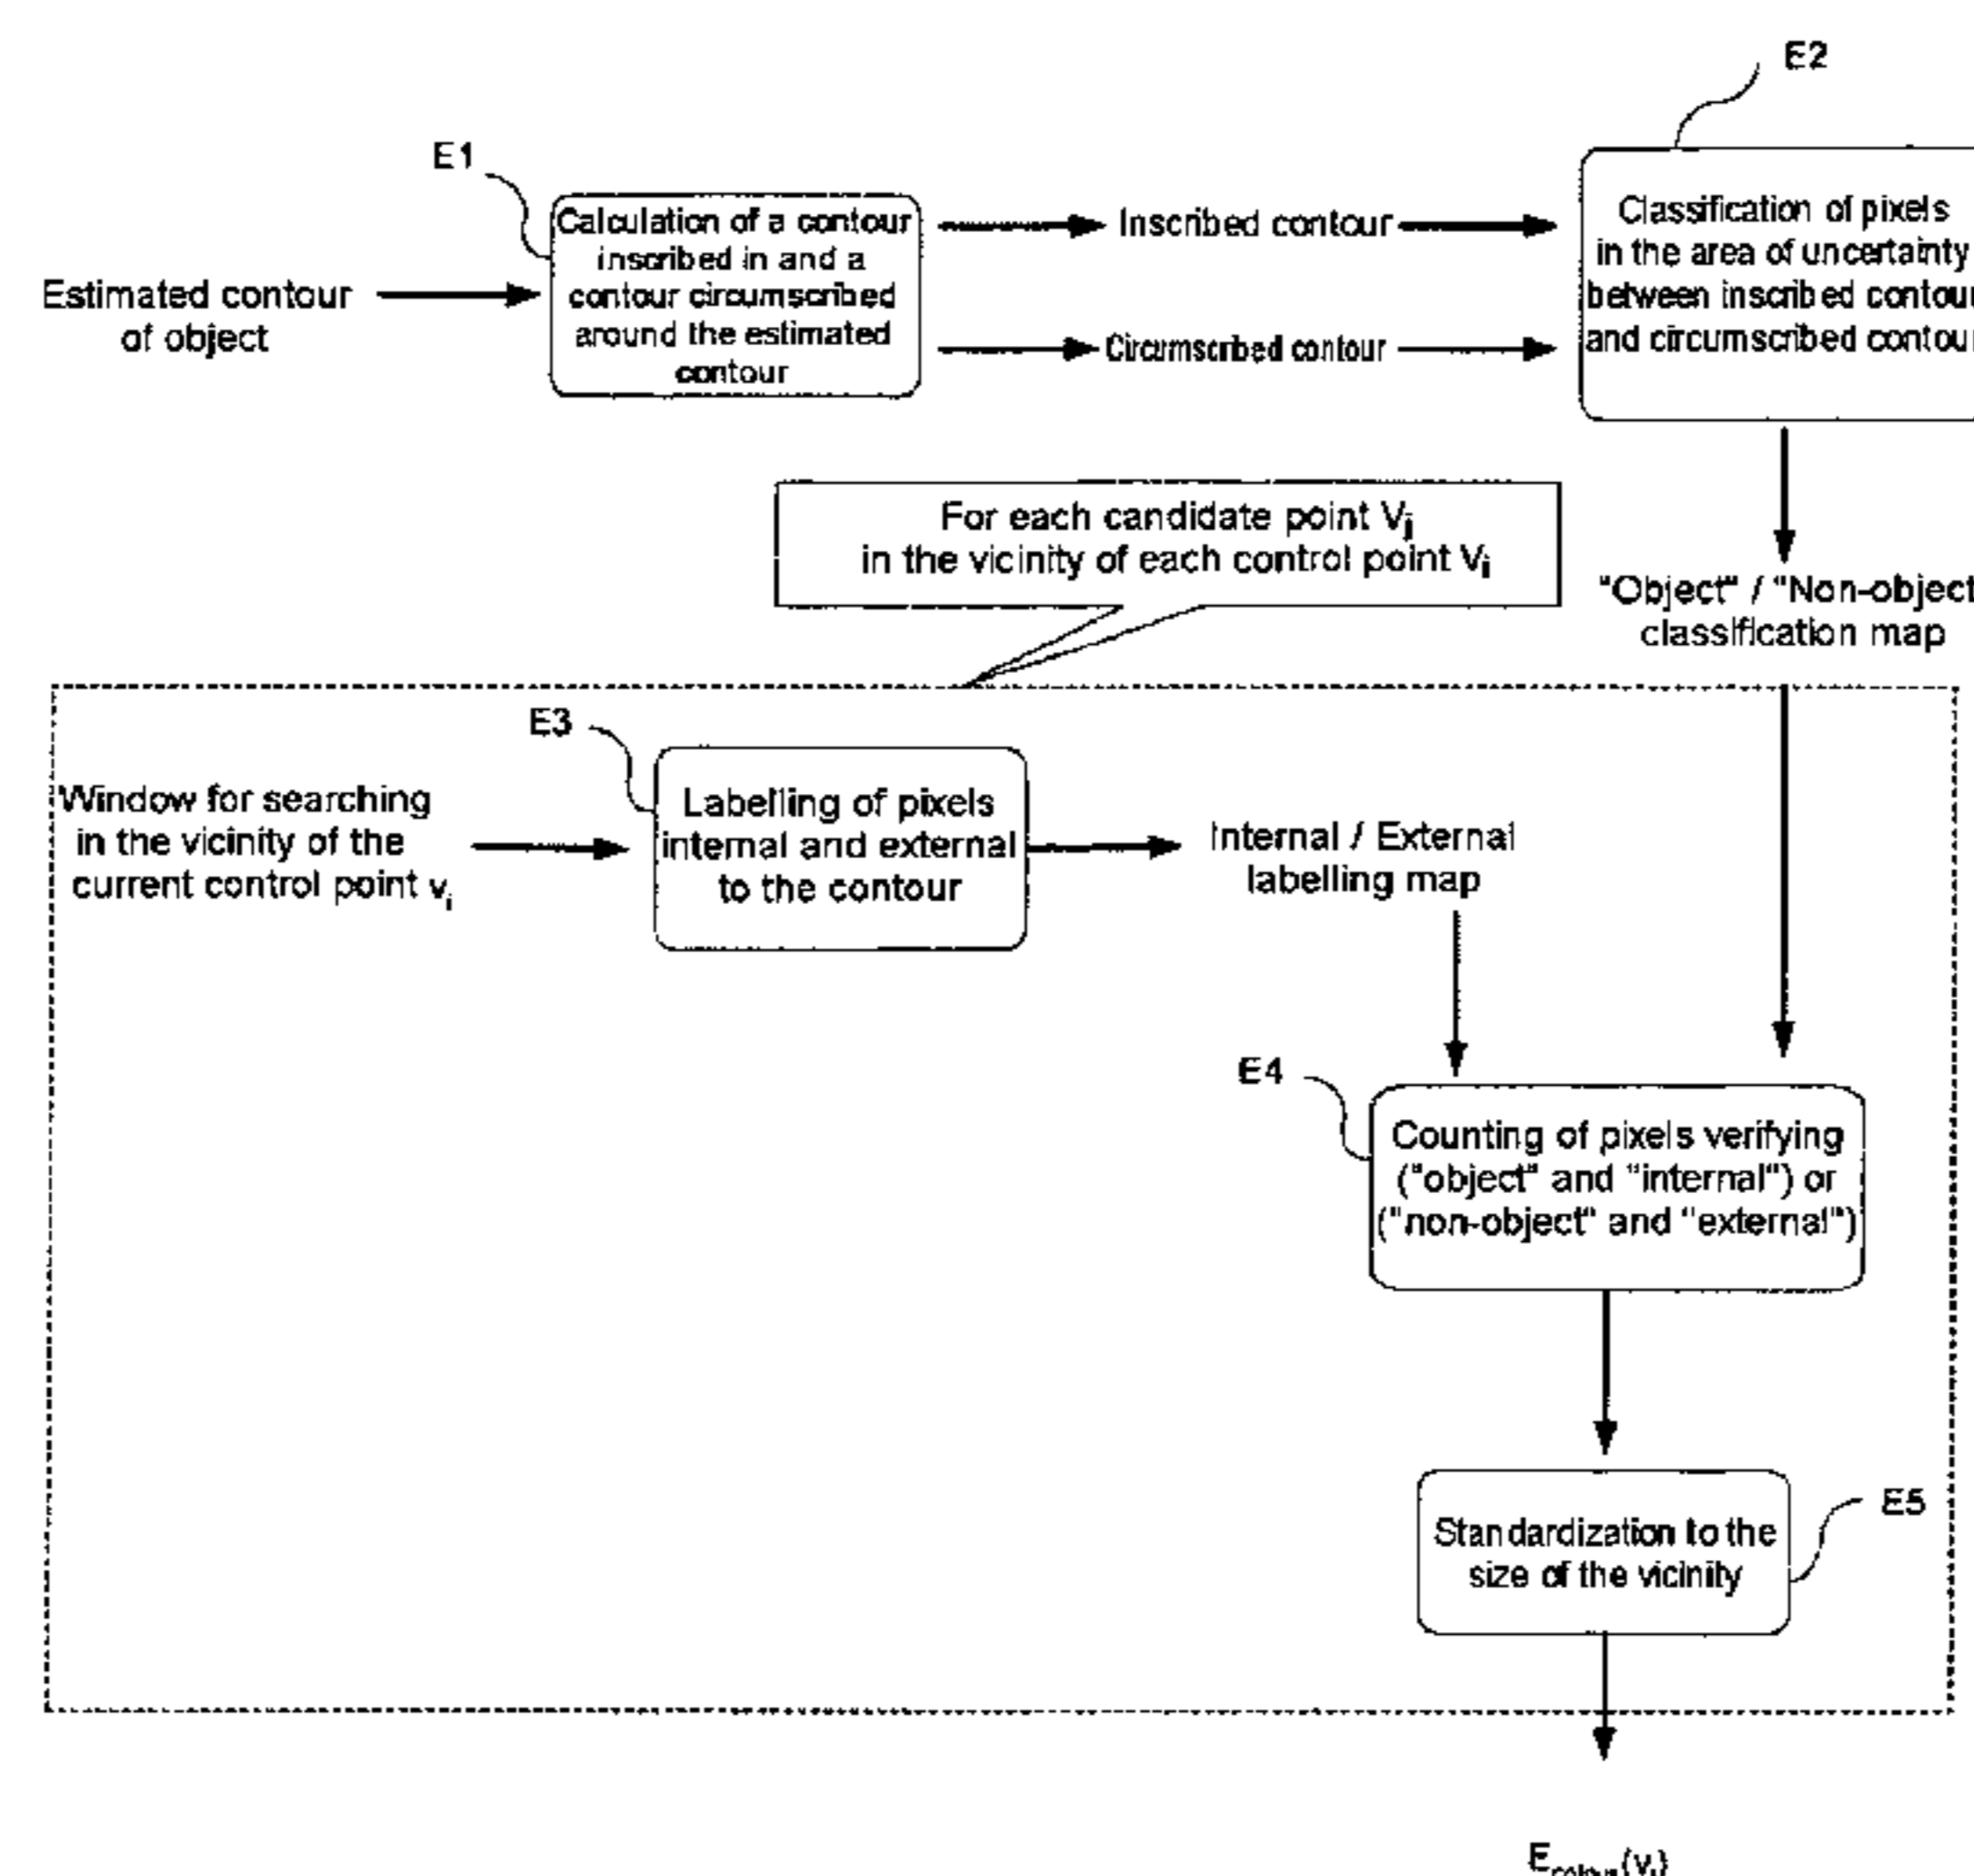 E2
E1
Calculation of a contour
inscribed in and a
contour circumscribed
around the estimated
contour
Inscribed contour
Circumscribed contour
Estimated contour
of object
Classification of pixels
in the area of uncertainty
between inscribed contour
and circumscribed contour
For each candidate point Vj
in the vicinity of each control point Vi
"Object" / "Non-object
classification map
E3
Window for searching
in the vicinity of the
current control point vi
Labelling of pixels
internal and external
to the contour
Internal / External
labelling map
E4
Counting of pixels verifying
("object" and "internal") or
("non-object" and "external")
E5
Standardization to the
size of the vicinity